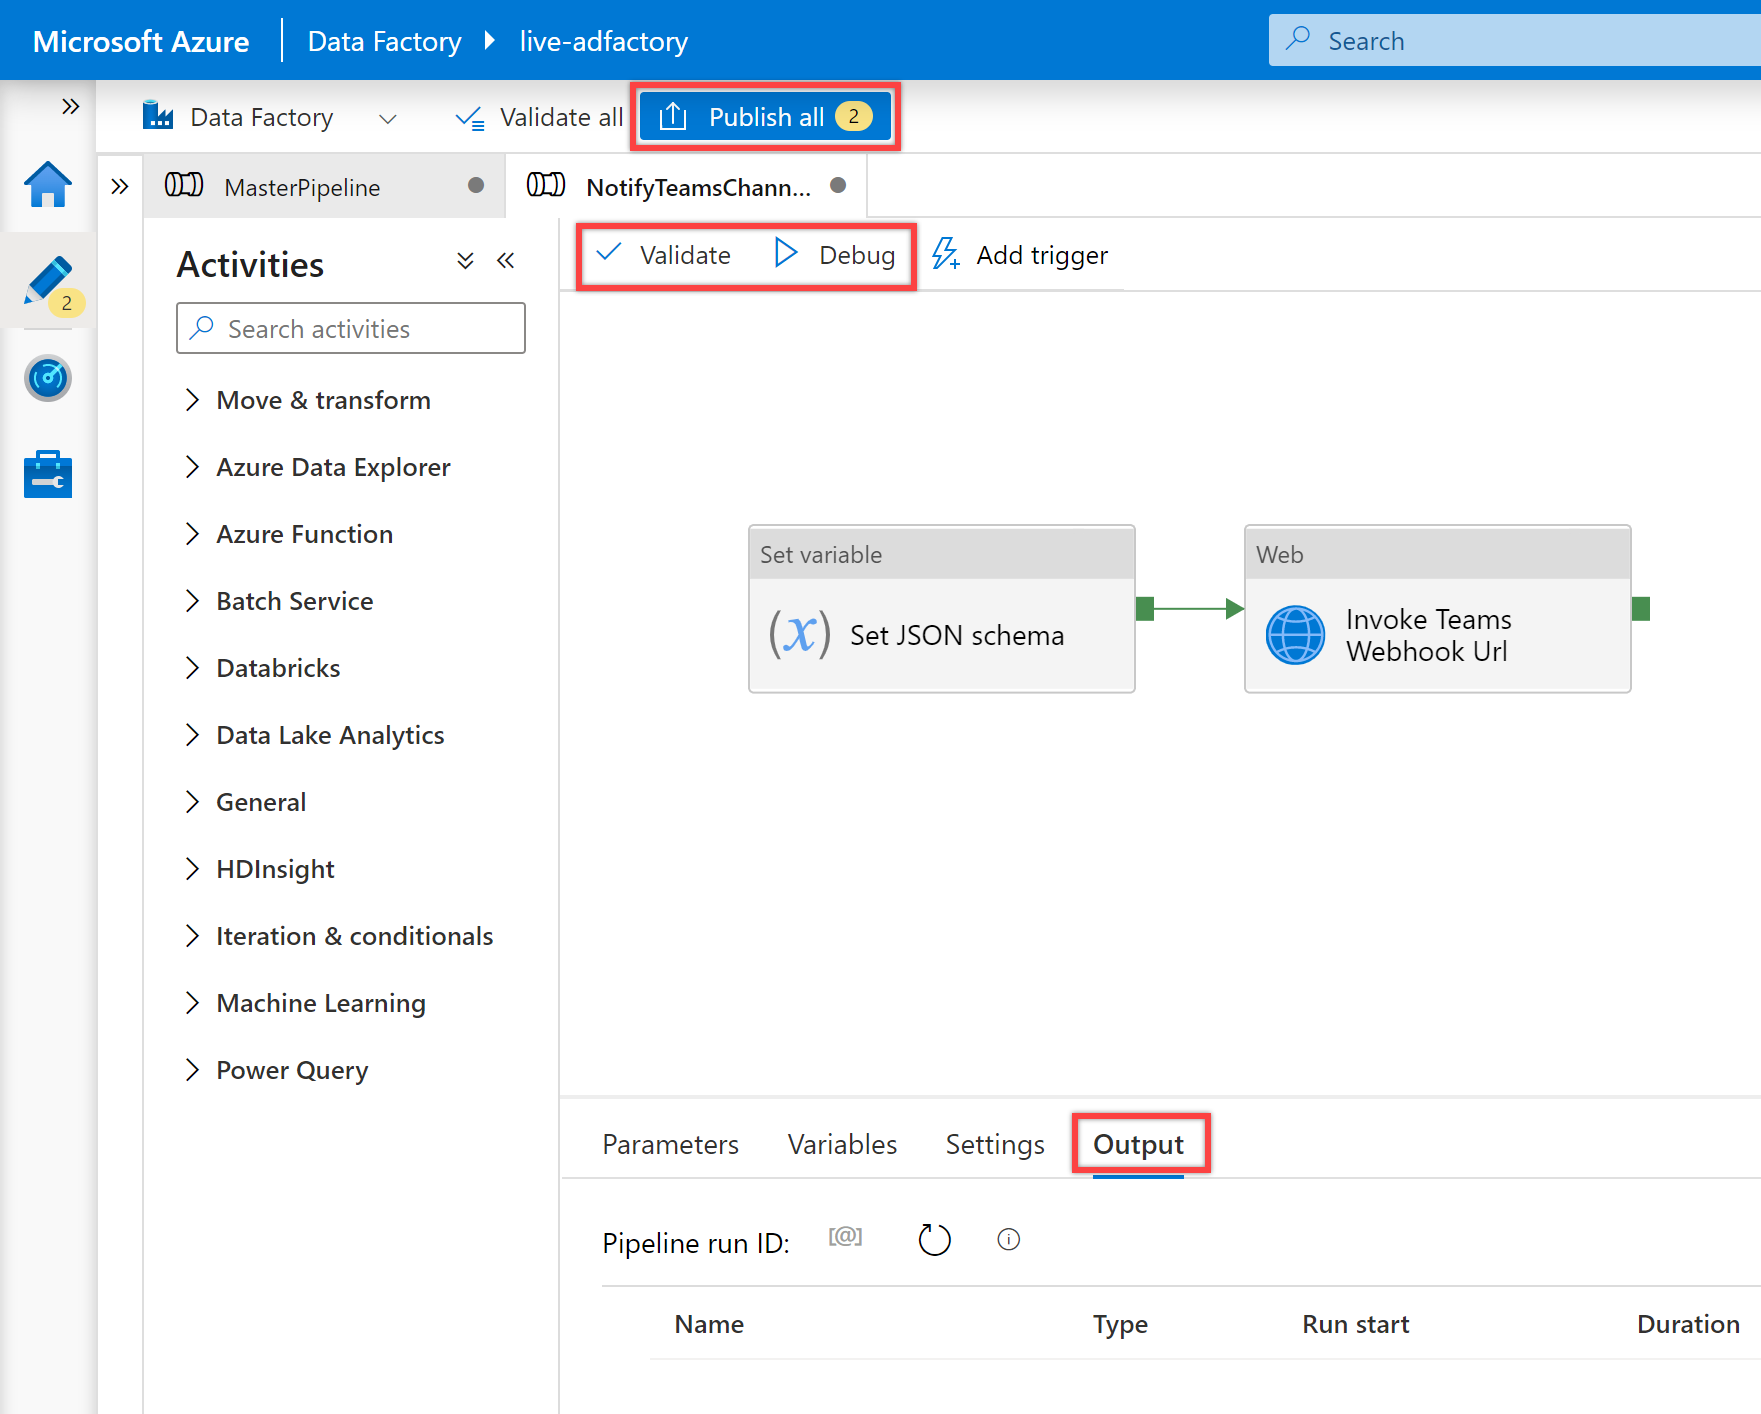 Microsoft Azure
Data Factory
live-adfactory
Search
Data Factory
Validate all
Publish all
2
MasterPipeline
NotifyTeamsChann...
2
Activities
Search activities
Move & transform
Azure Data Explorer
Azure Function
Batch Service
Databricks
Data Lake Analytics
General
HDInsight
Iteration & conditionals
Machine Learning
Power Query
Validate
Debug
Add trigger
Set variable
(x)
Set JSON schema
Web
Invoke Teams
Webhook Url
Parameters
Variables
Settings
Output
Pipeline run ID:
[@]
Name
Type
Run start
Duration